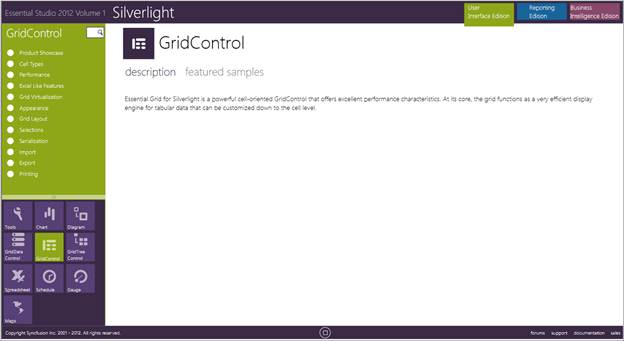 Essential Studio 2012 Volume 1 Silverlight
User
Interface Edition
Reporting
Edition
Business
Intelligence Edition
GridControl
Product Showcase
Cell Types
Performance
Excel Like Features
Grid Virtualization
Appearance
Grid Layout
Selections
Serialization
Import
Export
Printing
GridControl
description featured samples
Essential Grid for Silverlight is a powerful cell-oriented GridControl that offers excellent performance characteristics. At its core, the grid functions as a very efficient display
engine for tabular data that can be customized down to the cell level.
Tools
Chart
Diagram
GridData
Control
GridControl
GridTree
Control
Spreadsheet
Schedule
Gauge
Maps
Copyright Syncfusion Inc. 2001 - 2012. All rights reserved.
forums support documentation sales